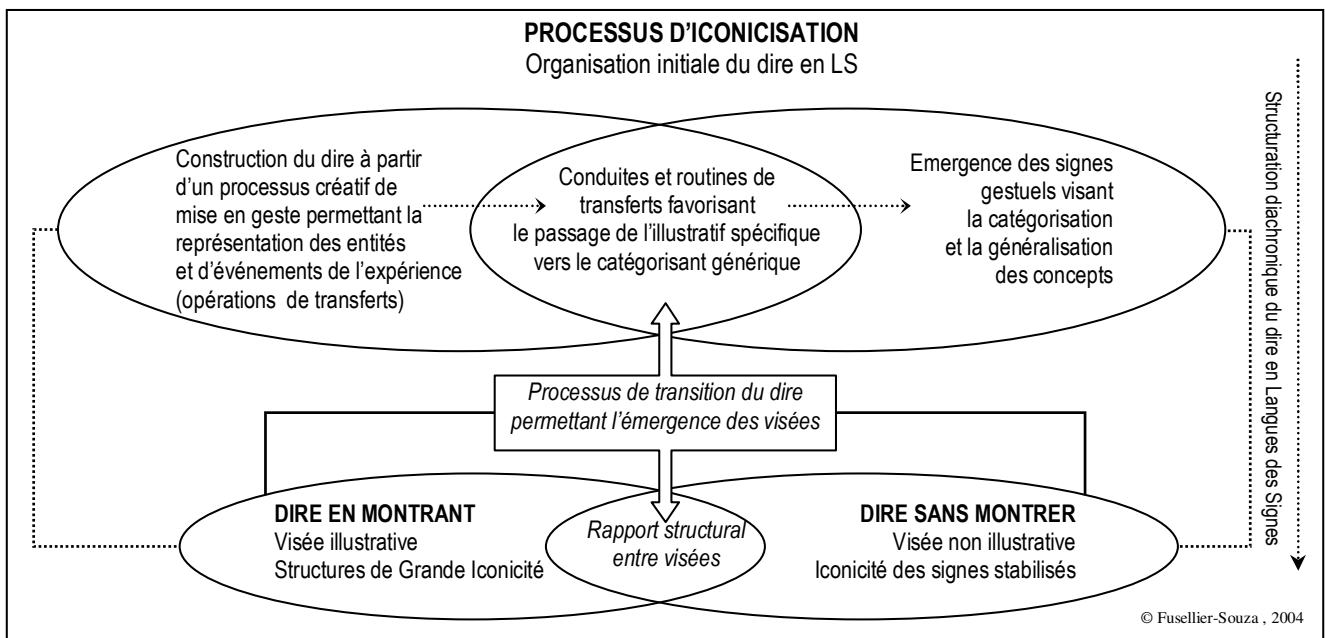 PROCESSUS D'ICONICISATION
Organisation initiale du dire en LS
Construction du dire à partir
d'un processus créatif de
mise en geste permettant la
représentation des entités
et d'événements de l'expérience
(opérations de transferts)
Conduites et routines de
transferts favorisant
le passage de l'illustratif spécifique
vers le catégorisant générique
Emergence des signes
gestuels visant
la catégorisation
et la généralisation
des concepts
Structuration diachronique du dire en Langues des Signes
Processus de transition du dire
permettant l'émergence des visées
DIRE EN MONTRANT
Visée illustrative
Structures de Grande Iconicité
Rapport structural
entre visées
DIRE SANS MONTRER
Visée non illustrative
Iconicité des signes stabilisés
© Fusellier-Souza , 2004